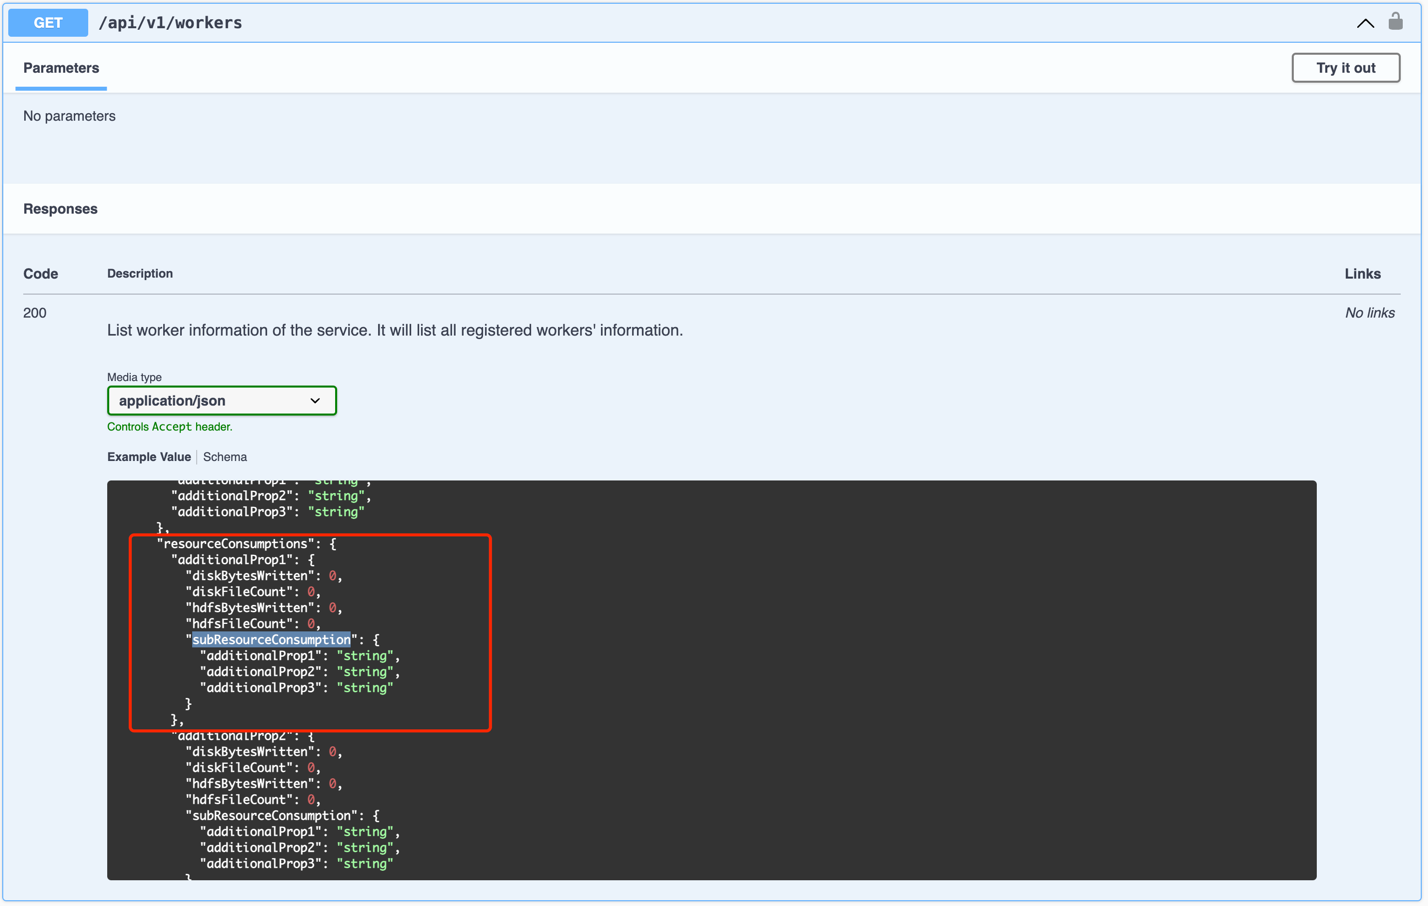 GET /api/v1/workers
Parameters
Try it out
No parameters
Responses
Code Description Links
200
List worker information of the service. It will list all registered workers' information.
No links
Media type
application/json
Controls Accept header.
Example Value | Schema
"additionalProp1": "string",
"additionalProp2": "string",
"additionalProp3": "string"
},
"resourceConsumptions": {
"additionalProp1": {
"diskBytesWritten": 0,
"diskFileCount": 0,
"hdfsBytesWritten": 0,
"hdfsFileCount": 0,
"subResourceConsumption": {
"additionalProp1": "string",
"additionalProp2": "string",
"additionalProp3": "string"
}
},
"additionalProp2": {
"diskBytesWritten": 0,
"diskFileCount": 0,
"hdfsBytesWritten": 0,
"hdfsFileCount": 0,
"subResourceConsumption": {
"additionalProp1": "string",
"additionalProp2": "string",
"additionalProp3": "string"
}